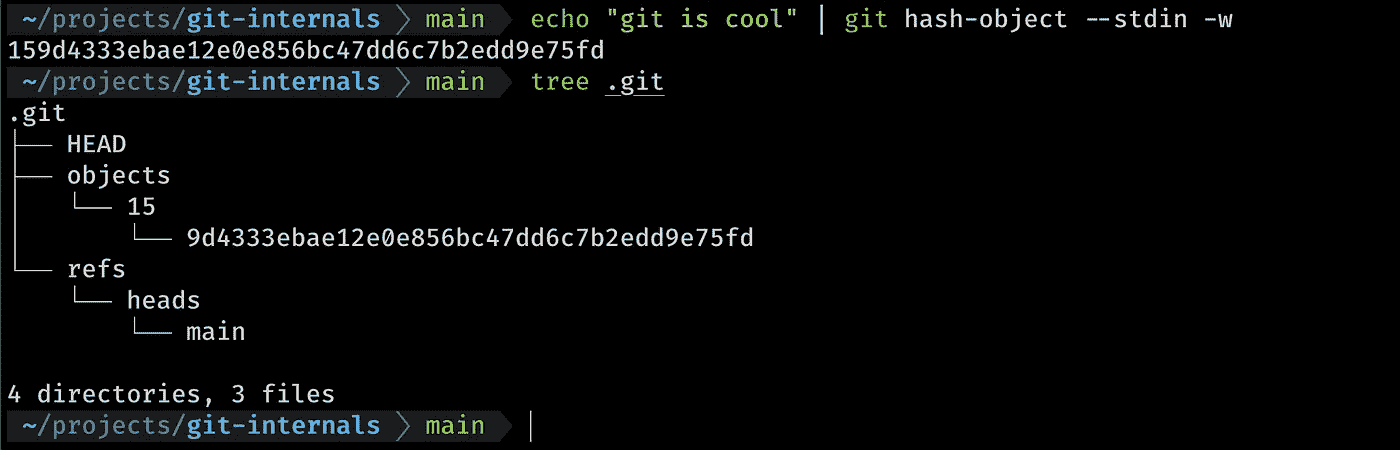 ~/projects/git-internals main echo "git is cool" | git hash-object --stdin -w
159d4333ebae12e0e856bc47dd6c7b2edd9e75fd
~/projects/git-internals main tree .git
.git
├── HEAD
├── objects
│   └── 15
│       └── 9d4333ebae12e0e856bc47dd6c7b2edd9e75fd
└── refs
    └── heads
        └── main
4 directories, 3 files
~/projects/git-internals main